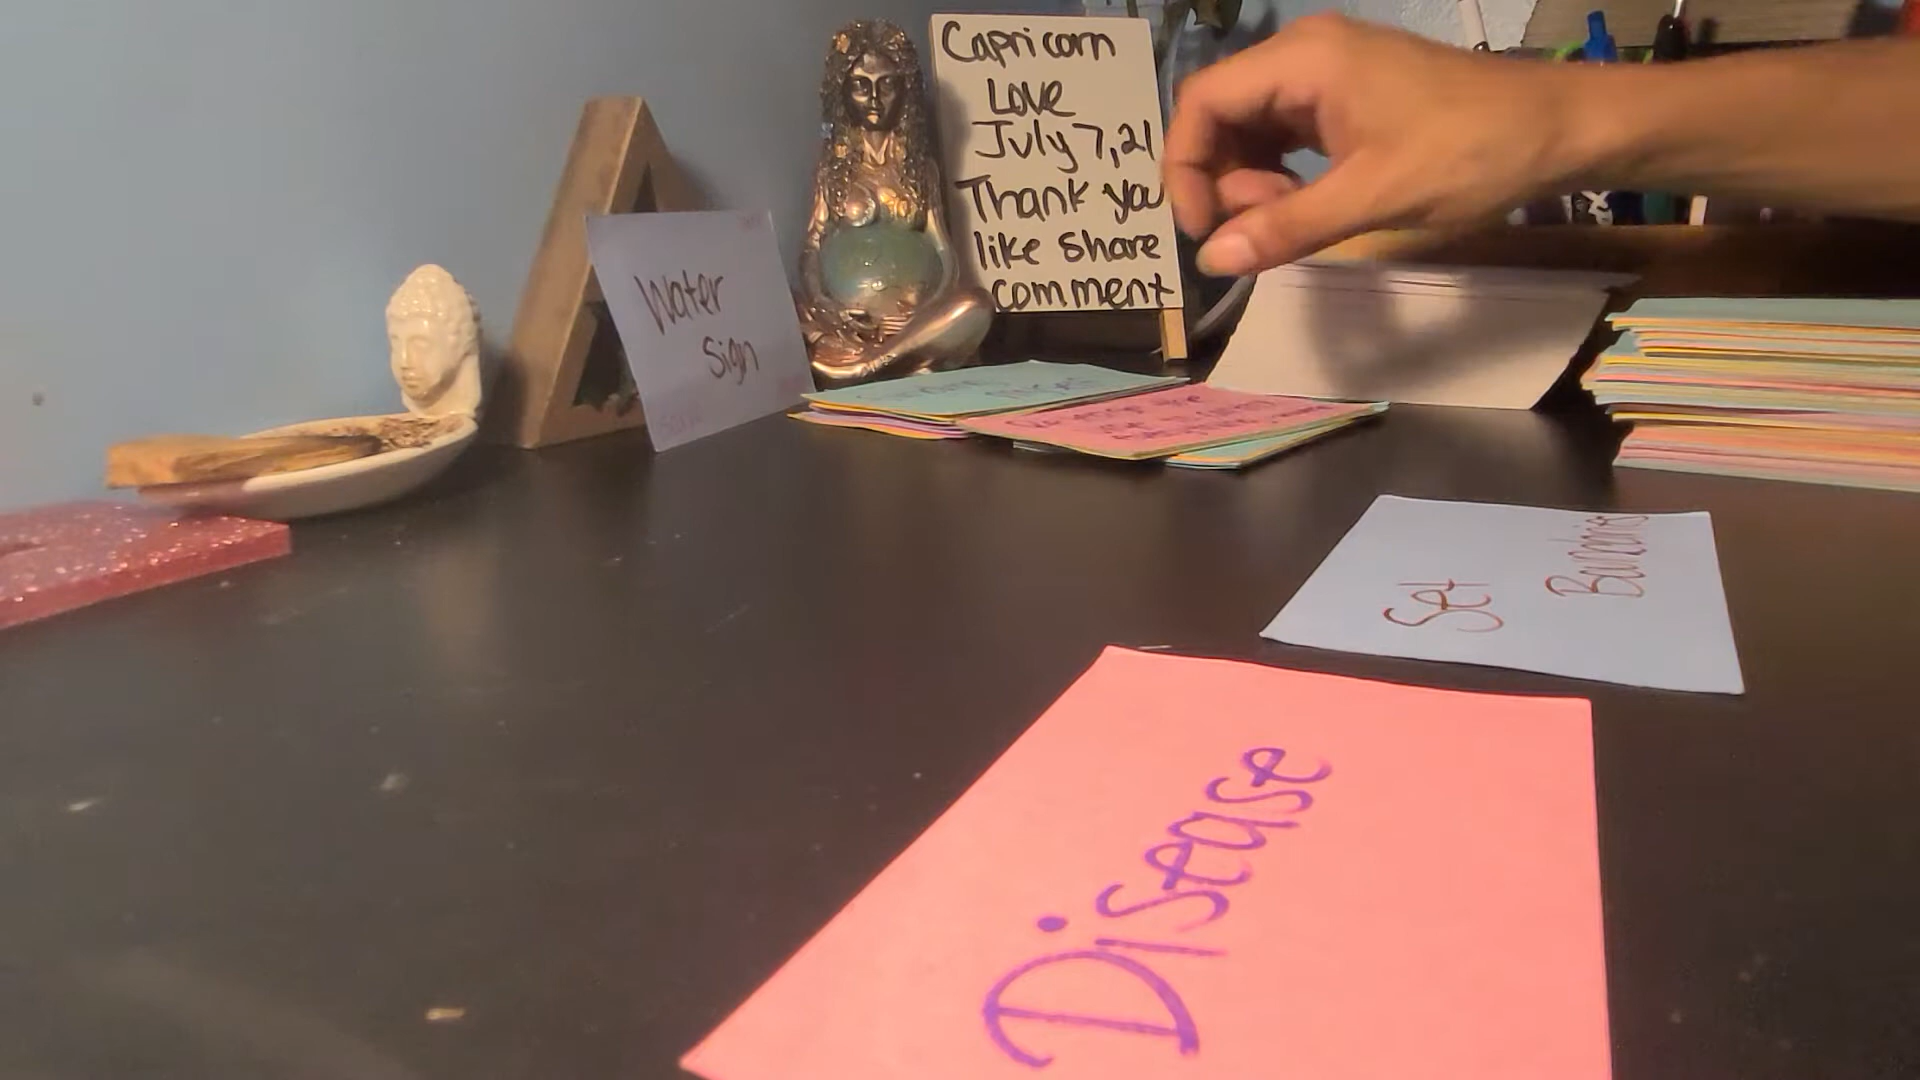 Capricorn
Love
July 7, 21
Thank you
like share
comment
Water
Sign
Set
Boundaries
Disease